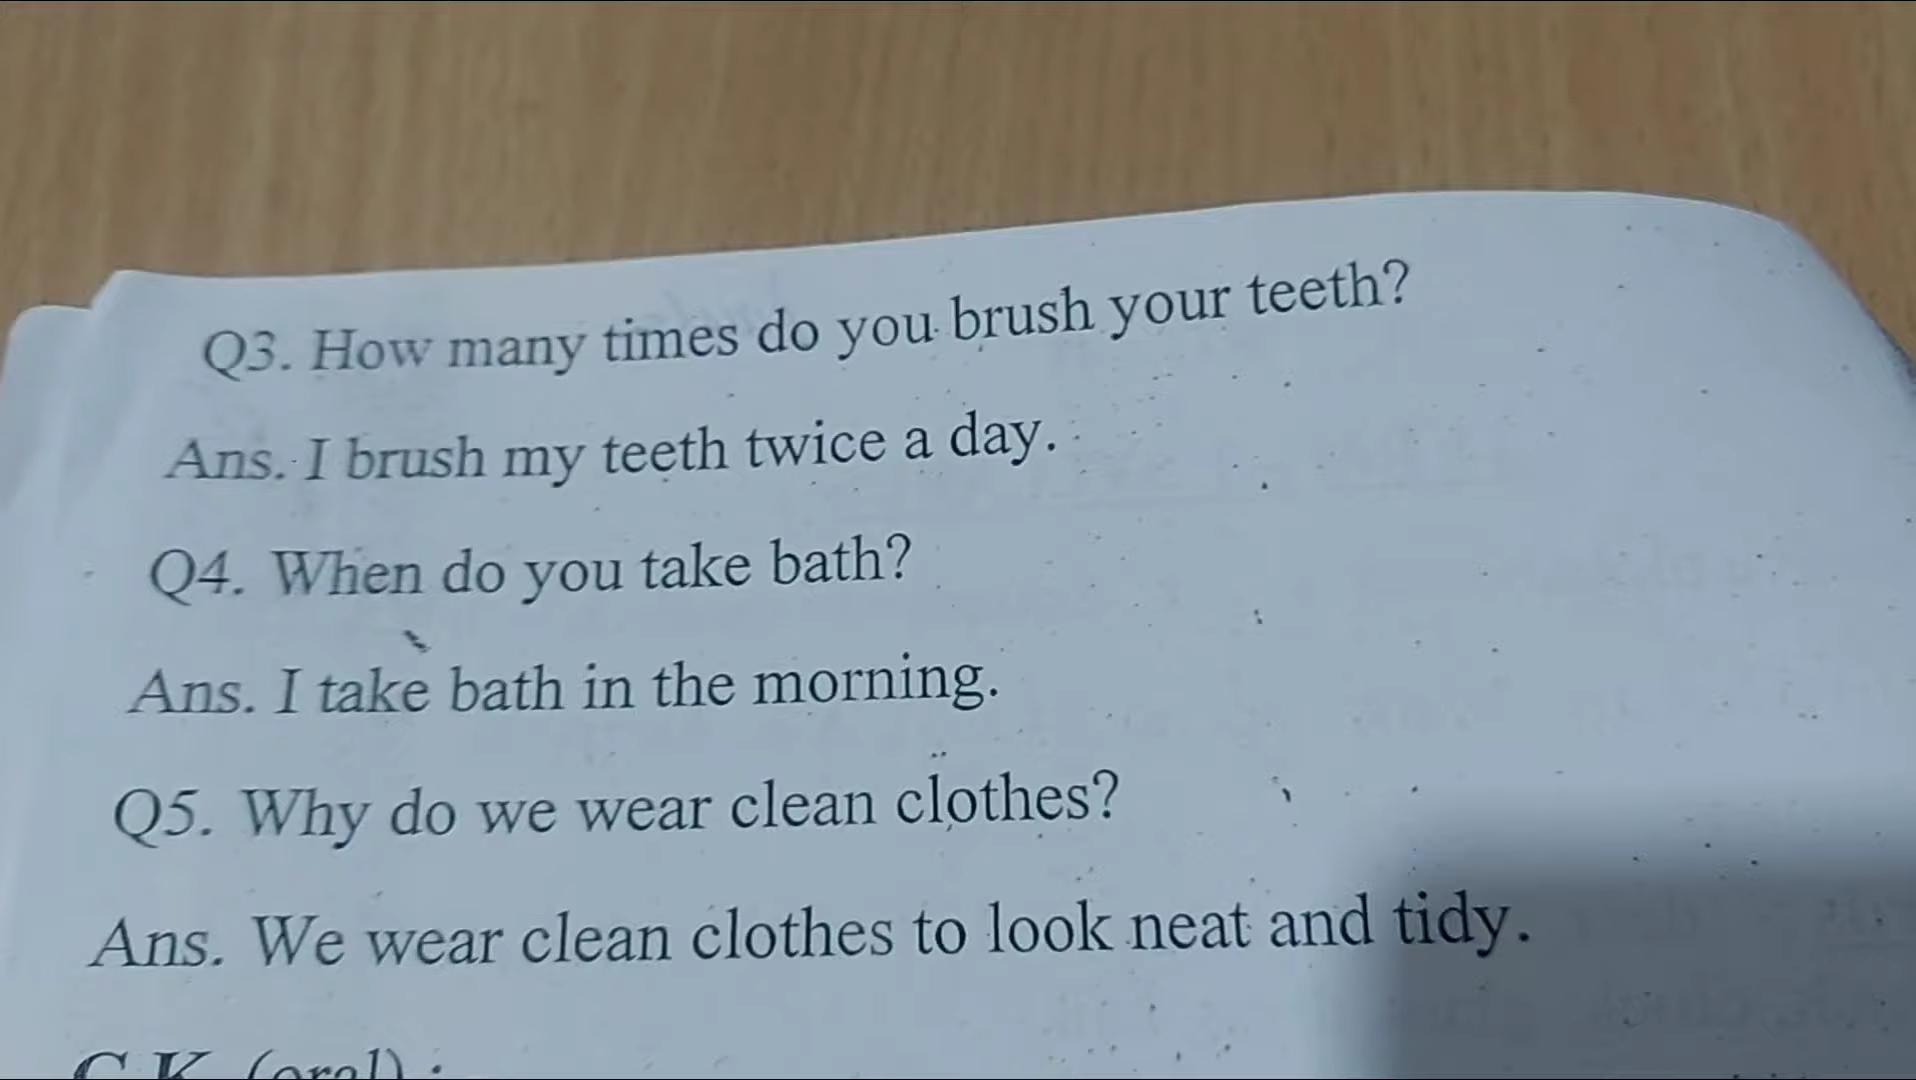 Q3. How many times do you brush your teeth?
Ans. I brush my teeth twice a day.
Q4. When do you take bath?
Ans. I take bath in the morning.
Q5. Why do we wear clean clothes?
Ans. We wear clean clothes to look neat and tidy.
G.K. (oral) :